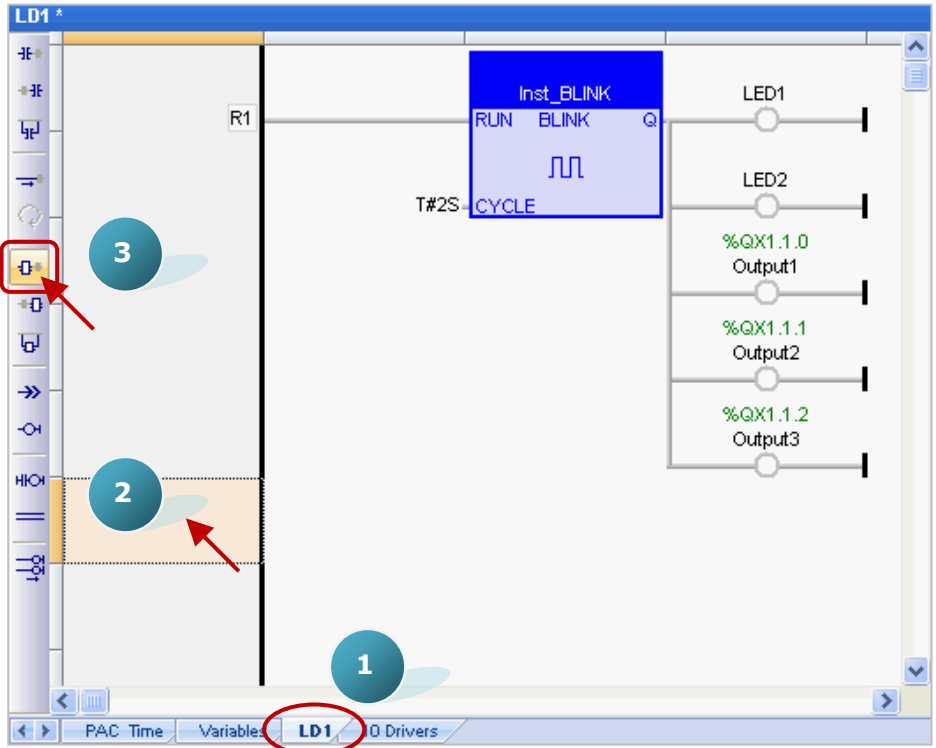 LD1 *
Inst_BLINK
LED1
R1
RUN BLINK Q
LED2
T#2S
CYCLE
%QX1.1.0
3
Output1
%QX1.1.1
Output2
%QX1.1.2
Output3
2
1
PAC Time Variables LD1 IO Drivers